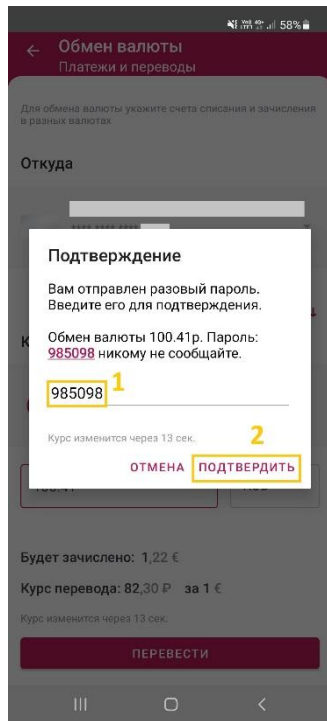 58%
Обмен валюты
Платежи и переводы
Для обмена валюты укажите счета списания и зачисления
в разных валютах
Откуда
Подтверждение
Вам отправлен разовый пароль.
Введите его для подтверждения.
Обмен валюты 100.41р. Пароль:
985098 никому не сообщайте.
985098
1
Курс изменится через 13 сек.
2
ОТМЕНА ПОДТВЕРДИТЬ
100.41
Будет зачислено: 1,22 €
Курс перевода: 82,30 ₽ за 1 €
Курс изменится через 13 сек.
ПЕРЕВЕСТИ